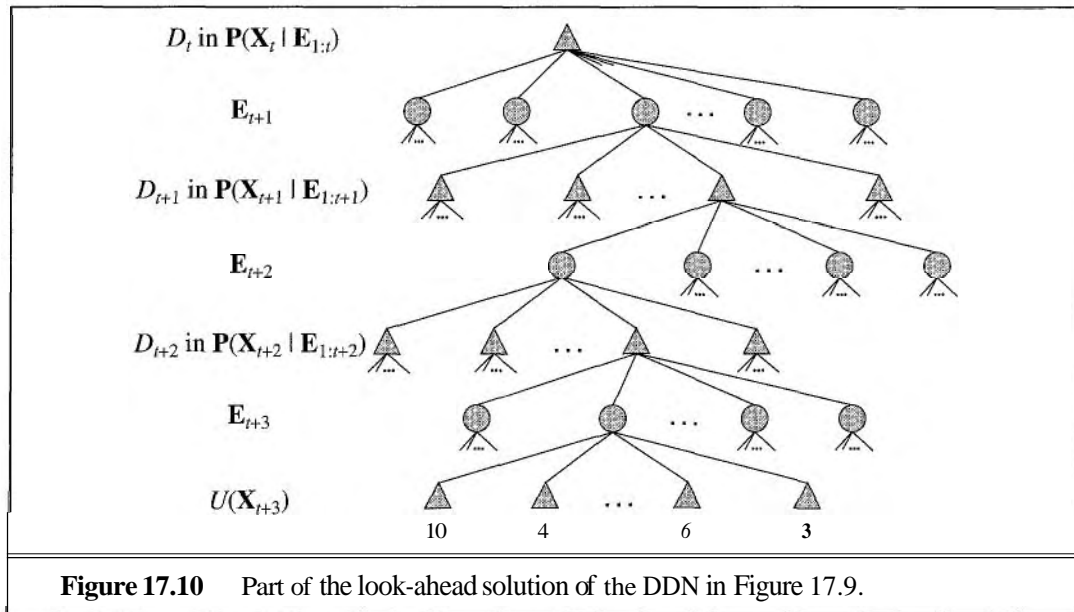 D_t in P(X_t | E_{1:t})
E_{t+1}
...
... ... ... ... ...
D_{t+1} in P(X_{t+1} | E_{1:t+1})
...
... ... ... ...
E_{t+2}
...
... ... ... ...
D_{t+2} in P(X_{t+2} | E_{1:t+2})
...
... ... ... ...
E_{t+3}
...
... ... ... ...
U(X_{t+3})
...
10 4 6 3
Figure 17.10 Part of the look-ahead solution of the DDN in Figure 17.9.